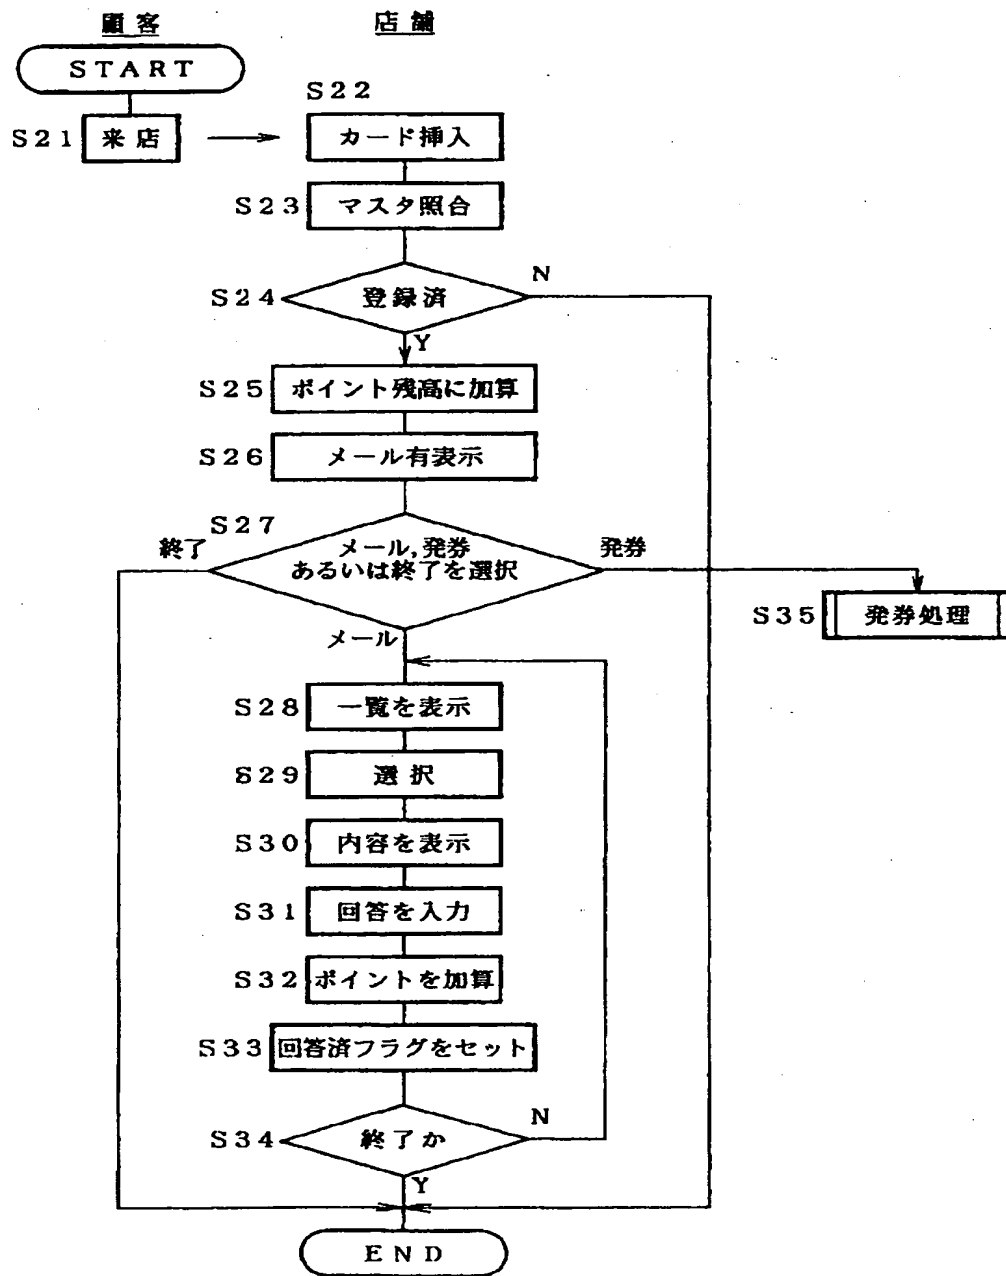 顧客
店舗
START
S22
S21 来店
カード挿入
S23 マスタ照合
N
S24 登録済
Y
S25 ポイント残高に加算
S26 メール有表示
S27
終了
メール,発券
あるいは終了を選択
発券
S35 発券処理
メール
S28 一覧を表示
S29 選択
S30 内容を表示
S31 回答を入力
S32 ポイントを加算
S33 回答済フラグをセット
N
S34 終了か
Y
END